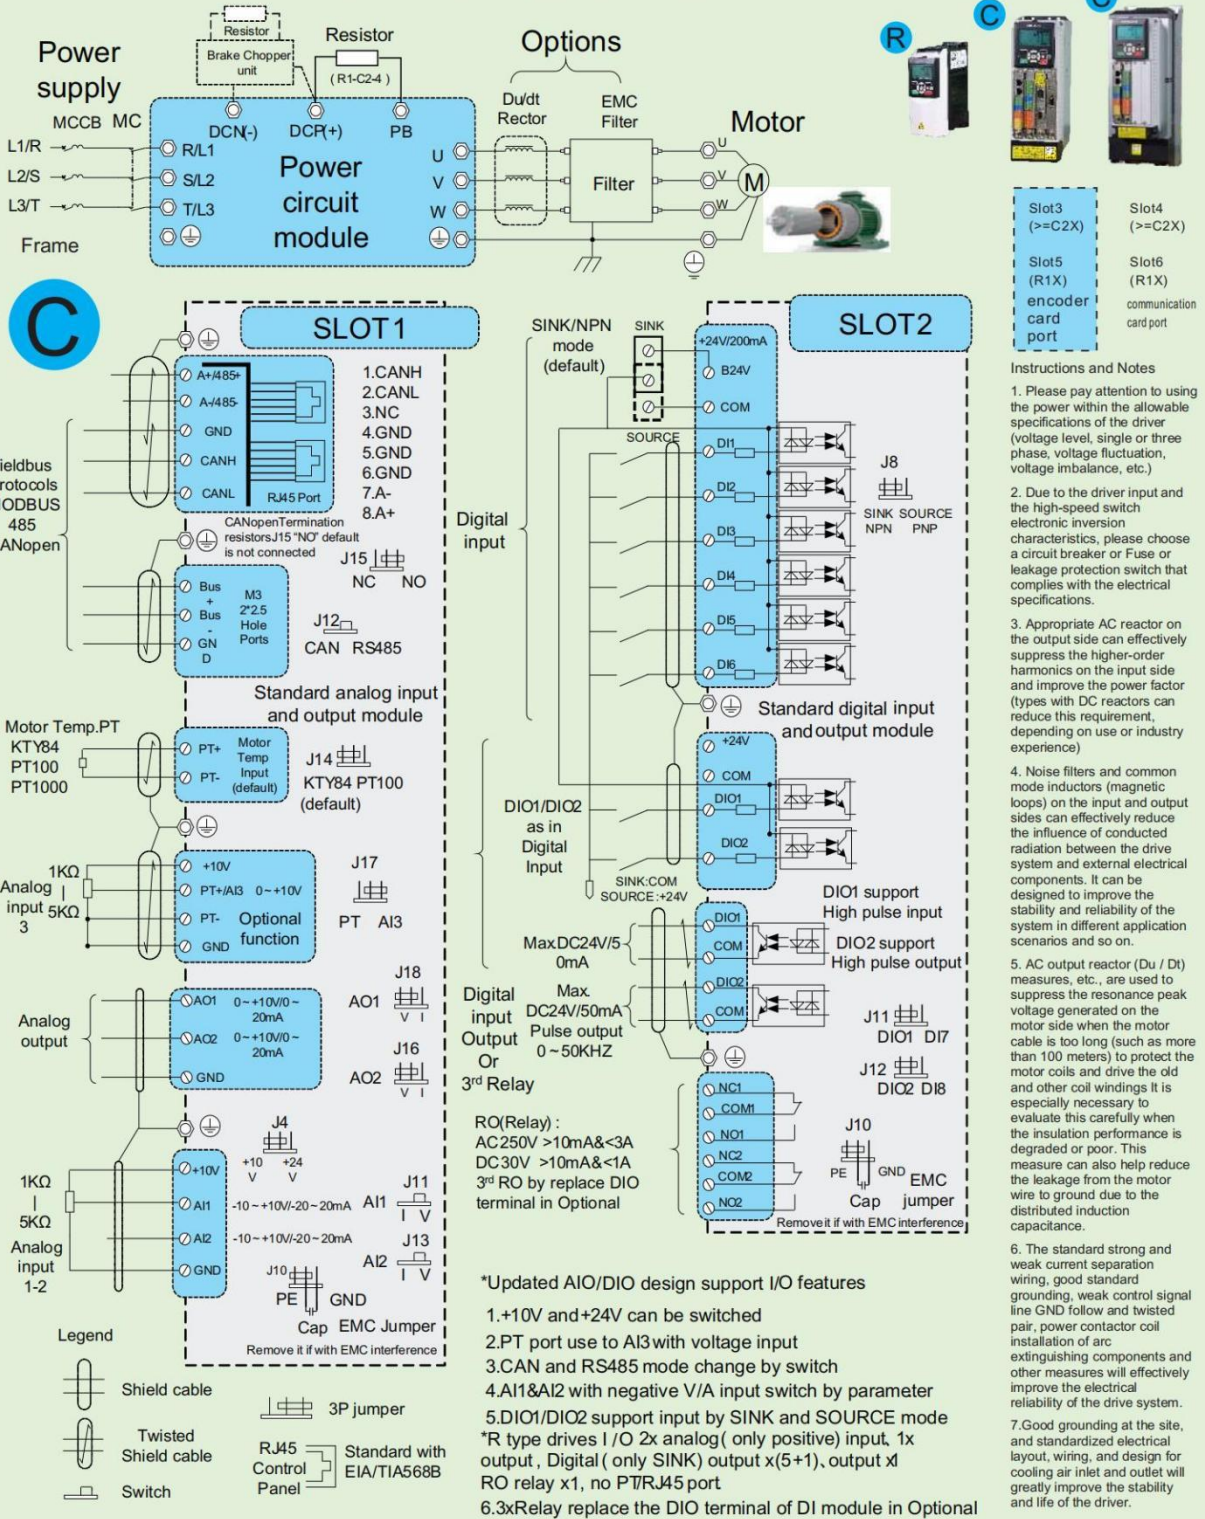 Power
supply
Resistor
Brake Chopper
unit
Resistor
( R1-C2-4 )
Options
Du/dt
Rector
EMC
Filter
Motor
R
C
MCCB MC
L1/R
L2/S
L3/T
Frame
DCN(-)
DCP(+)
PB
R/L1
S/L2
T/L3
Power
circuit
module
U
V
W
Filter
U
V
W
M
Slot3
(>=C2X)
Slot4
(>=C2X)
Slot5
(R1X)
encoder
card
port
Slot6
(R1X)
communication
card port
C
SLOT1
A+/485+
A-/485-
GND
CANH
CANL
RJ45 Port
1.CANH
2.CANL
3.NC
4.GND
5.GND
6.GND
7.A-
8.A+
ieldbus
rotocols
ODBUS
485
ANopen
CANopenTermination
resistorsJ15 "NO" default
is not connected
J15
NC NO
Bus
+
Bus
-
GN
D
M3
2*2.5
Hole
Ports
J12
CAN RS485
Standard analog input
and output module
Motor Temp.PT
KTY84
PT100
PT1000
PT+
PT-
Motor
Temp
Input
(default)
J14
KTY84 PT100
(default)
1KΩ
|
5KΩ
Analog
input
3
+10V
PT+/AI3 0~+10V
PT-
GND
Optional
function
J17
PT AI3
Analog
output
AO1
0~+10V/0~
20mA
AO2
0~+10V/0~
20mA
GND
J18
AO1
V I
J16
AO2
V I
J4
+10
V
+24
V
1KΩ
|
5KΩ
Analog
input
1-2
+10V
AI1
-10~+10V/-20~20mA
AI2
-10~+10V/-20~20mA
GND
J11
AI1
I V
J13
AI2
I V
J10
PE GND
Cap EMC Jumper
Remove it if with EMC interference
SLOT2
SINK/NPN
mode
(default)
SINK
SOURCE
+24V/200mA
B24V
COM
DI1
DI2
DI3
DI4
DI5
DI6
J8
SINK SOURCE
NPN PNP
Digital
input
Standard digital input
and output module
+24V
COM
DIO1
DIO2
DIO1/DIO2
as in
Digital
Input
SINK:COM
SOURCE:+24V
DIO1 support
High pulse input
DIO2 support
High pulse output
Max.DC24V/5
0mA
Max.
DC24V/50mA
Pulse output
0~50KHZ
DIO1
COM
DIO2
COM
Digital
input
Output
Or
3rd Relay
J11
DIO1 DI7
J12
DIO2 DI8
RO(Relay) :
AC250V >10mA&<3A
DC30V >10mA&<1A
3rd RO by replace DIO
terminal in Optional
NC1
COM1
NO1
NC2
COM2
NO2
J10
PE GND
Cap
EMC
jumper
Remove it if with EMC interference
Legend
Shield cable
Twisted
Shield cable
Switch
3P jumper
RJ45
Control
Panel
Standard with
EIA/TIA568B
*Updated AIO/DIO design support I/O features
1.+10V and +24V can be switched
2.PT port use to AI3 with voltage input
3.CAN and RS485 mode change by switch
4.AI1&AI2 with negative V/A input switch by parameter
5.DIO1/DIO2 support input by SINK and SOURCE mode
*R type drives I/O 2x analog( only positive) input, 1x
output , Digital( only SINK) output x(5+1)、output x1
RO relay x1, no PT/RJ45 port.
6.3xRelay replace the DIO terminal of DI module in Optional
Instructions and Notes
1. Please pay attention to using
the power within the allowable
specifications of the driver
(voltage level, single or three
phase, voltage fluctuation,
voltage imbalance, etc.)
2. Due to the driver input and
the high-speed switch
electronic inversion
characteristics, please choose
a circuit breaker or Fuse or
leakage protection switch that
complies with the electrical
specifications.
3. Appropriate AC reactor on
the output side can effectively
suppress the higher-order
harmonics on the input side
and improve the power factor
(types with DC reactors can
reduce this requirement,
depending on use or industry
experience)
4. Noise filters and common
mode inductors (magnetic
loops) on the input and output
sides can effectively reduce
the influence of conducted
radiation between the drive
system and external electrical
components. It can be
designed to improve the
stability and reliability of the
system in different application
scenarios and so on.
5. AC output reactor (Du / Dt)
measures, etc., are used to
suppress the resonance peak
voltage generated on the
motor side when the motor
cable is too long (such as more
than 100 meters) to protect the
motor coils and drive the old
and other coil windings It is
especially necessary to
evaluate this carefully when
the insulation performance is
degraded or poor. This
measure can also help reduce
the leakage from the motor
wire to ground due to the
distributed induction
capacitance.
6. The standard strong and
weak current separation
wiring, good standard
grounding, weak control signal
line GND follow and twisted
pair, power contactor coil
installation of arc
extinguishing components and
other measures will effectively
improve the electrical
reliability of the drive system.
7.Good grounding at the site,
and standardized electrical
layout, wiring, and design for
cooling air inlet and outlet will
greatly improve the stability
and life of the driver.